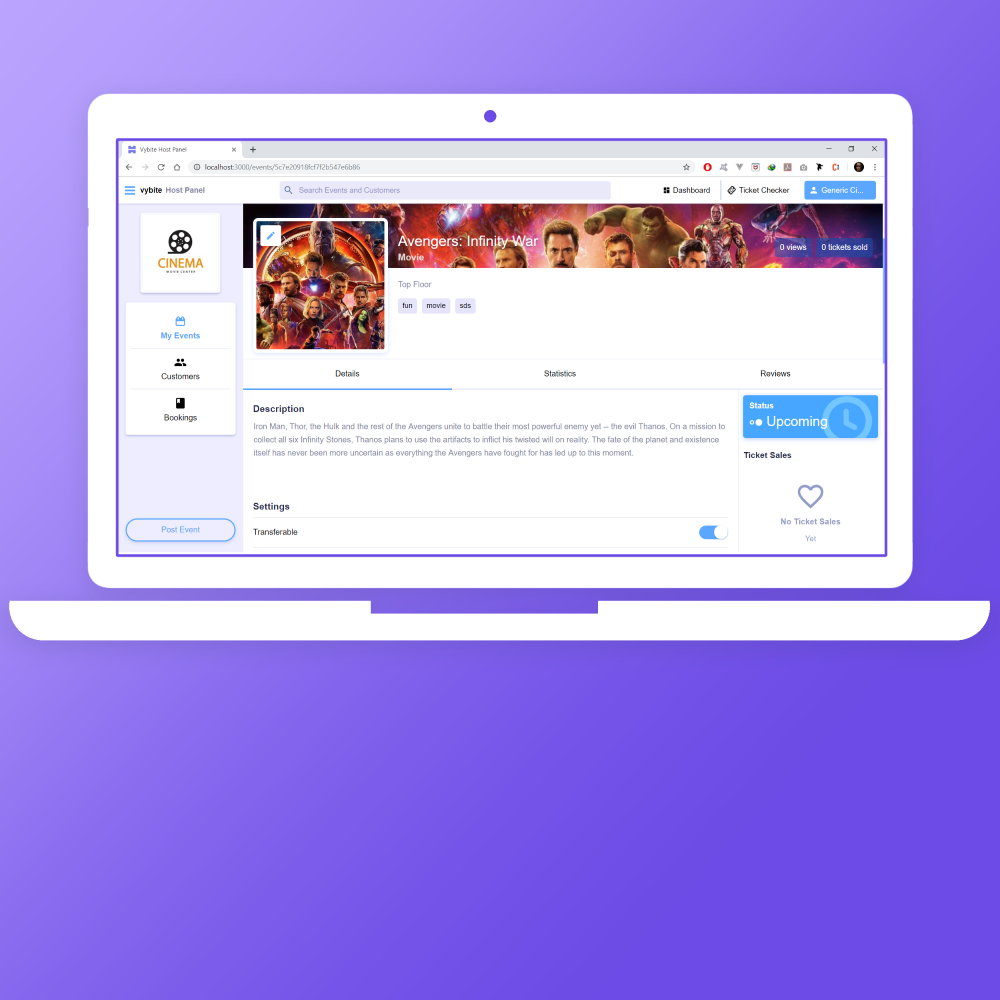 Vybite Host Panel
localhost:3000/events/5c7e20918fcf7f2b547e6b86
vybite Host Panel
Search Events and Customers
Dashboard
Ticket Checker
Generic Ci...
CINEMA
MOVIE CENTER
My Events
Customers
Bookings
Post Event
Avengers: Infinity War
Movie
0 views
0 tickets sold
Top Floor
fun movie sds
Details
Statistics
Reviews
Description
Iron Man, Thor, the Hulk and the rest of the Avengers unite to battle their most powerful enemy yet -- the evil Thanos. On a mission to
collect all six Infinity Stones, Thanos plans to use the artifacts to inflict his twisted will on reality. The fate of the planet and existence
itself has never been more uncertain as everything the Avengers have fought for has led up to this moment.
Settings
Transferable
Status
Upcoming
Ticket Sales
No Ticket Sales
Yet